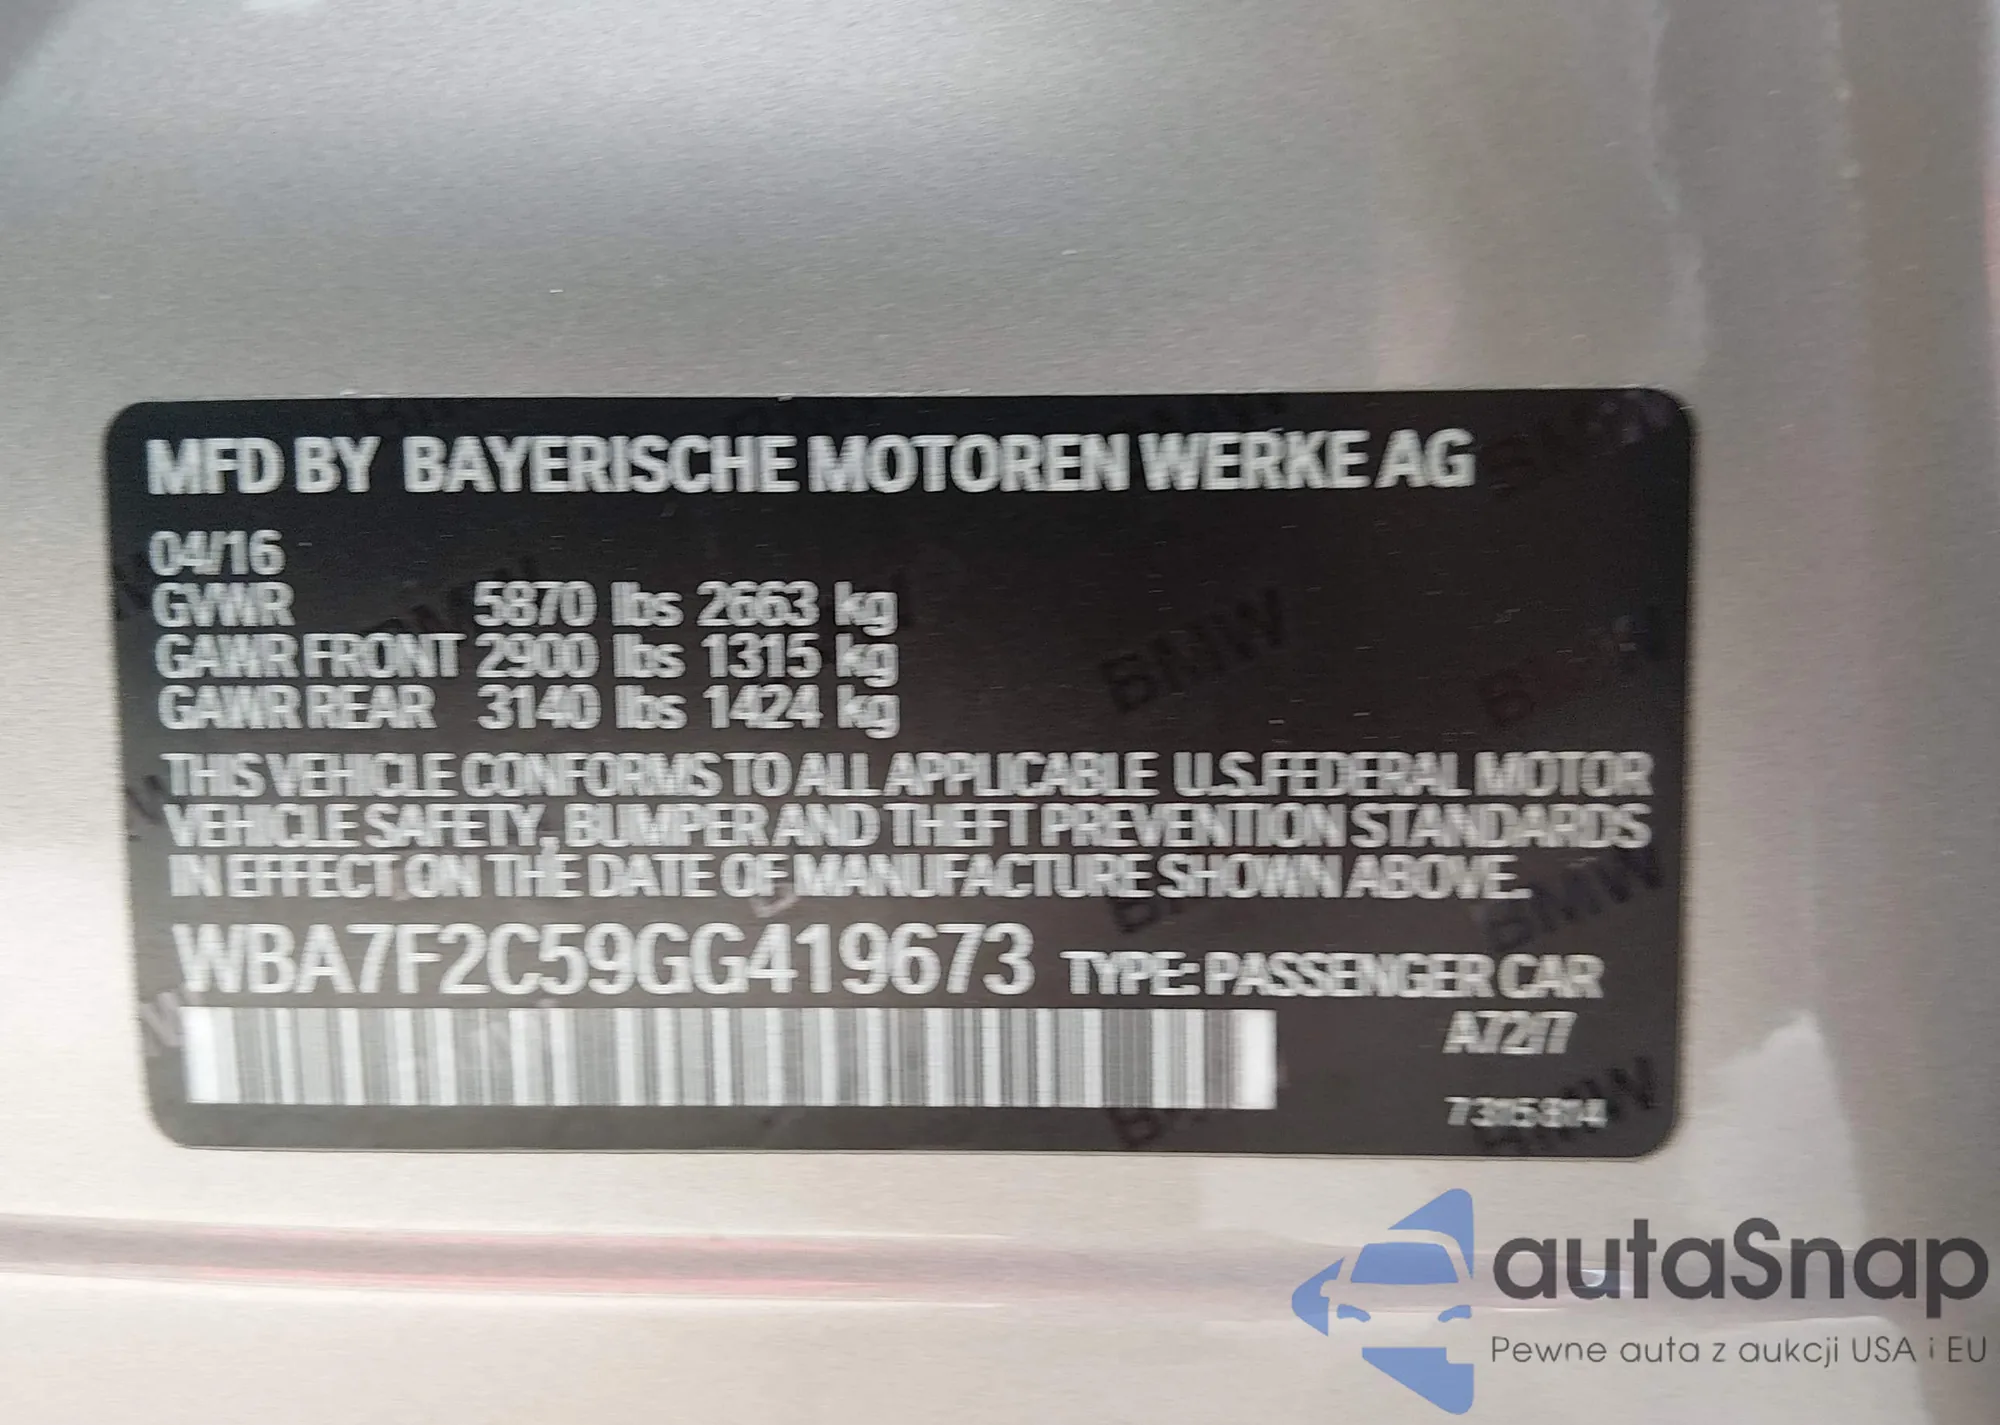 MFD BY BAYERISCHE MOTOREN WERKE AG
04/16
GVWR 5870 lbs 2663 kg
GAWR FRONT 2900 lbs 1315 kg
GAWR REAR 3140 lbs 1424 kg
THIS VEHICLE CONFORMS TO ALL APPLICABLE U.S.FEDERAL MOTOR
VEHICLE SAFETY, BUMPER AND THEFT PREVENTION STANDARDS
IN EFFECT ON THE DATE OF MANUFACTURE SHOWN ABOVE.
WBA7F2C59GG419673 TYPE: PASSENGER CAR
A72/7
7315814
autaSnap
Pewne auta z aukcji USA i EU